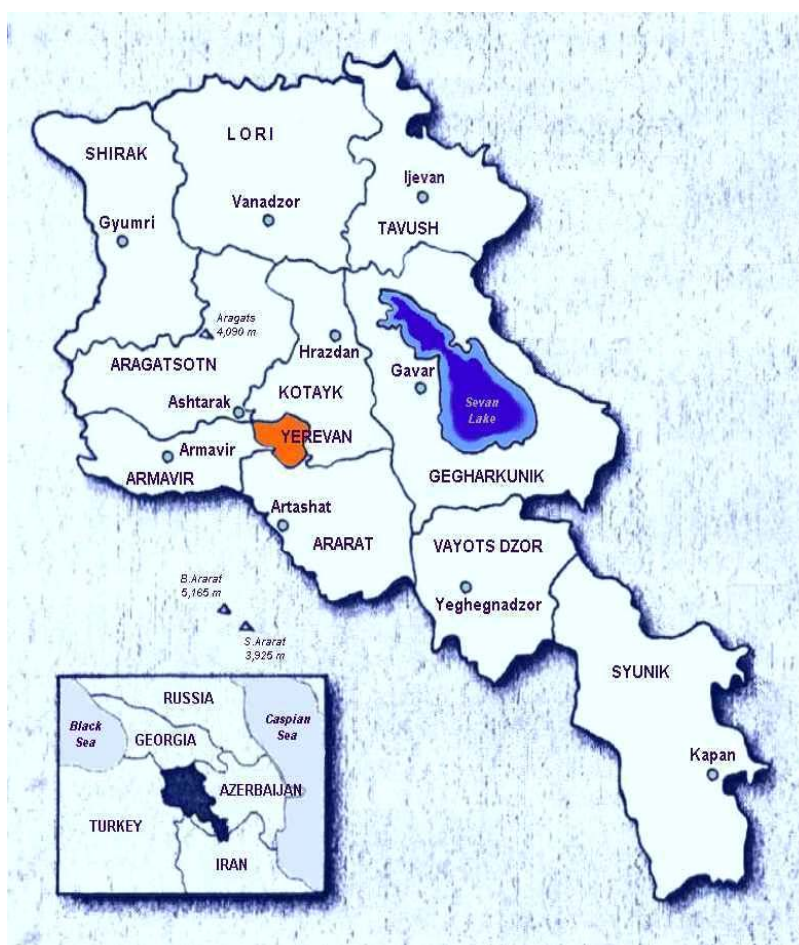 LORI
SHIRAK
Ijevan
Vanadzor
Gyumri
TAVUSH
Aragats
4,090 m
Hrazdan
ARAGATSOTN
Gavar
KOTAYK
Ashtarak
Sevan
Lake
YEREVAN
Armavir
ARMAVIR
GEGHARKUNIK
Artashat
ARARAT
VAYOTS DZOR
B.Ararat
5,165 m
Yeghegnadzor
S.Ararat
3,925 m
SYUNIK
Kapan
RUSSIA
Black
Sea
Caspian
Sea
GEORGIA
AZERBAIJAN
TURKEY
IRAN